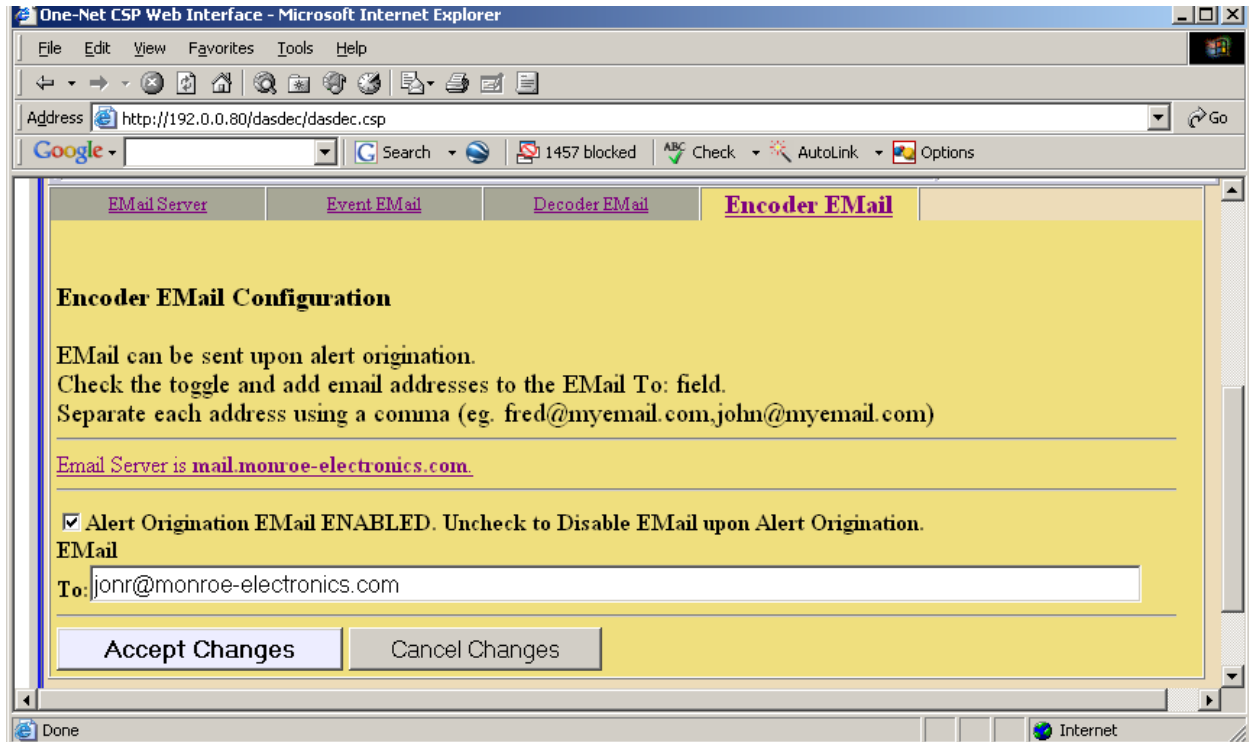 One-Net CSP Web Interface - Microsoft Internet Explorer
File Edit View Favorites Tools Help
Address http://192.0.0.80/dasdec/dasdec.csp Go
Google Search 1457 blocked ABC Check AutoLink Options
EMail Server Event EMail Decoder EMail Encoder EMail
Encoder EMail Configuration
EMail can be sent upon alert origination.
Check the toggle and add email addresses to the EMail To: field.
Separate each address using a comma (eg. fred@myemail.com,john@myemail.com)
Email Server is mail.monroe-electronics.com.
Alert Origination EMail ENABLED. Uncheck to Disable EMail upon Alert Origination.
EMail
To: jonr@monroe-electronics.com
Accept Changes Cancel Changes
Done Internet